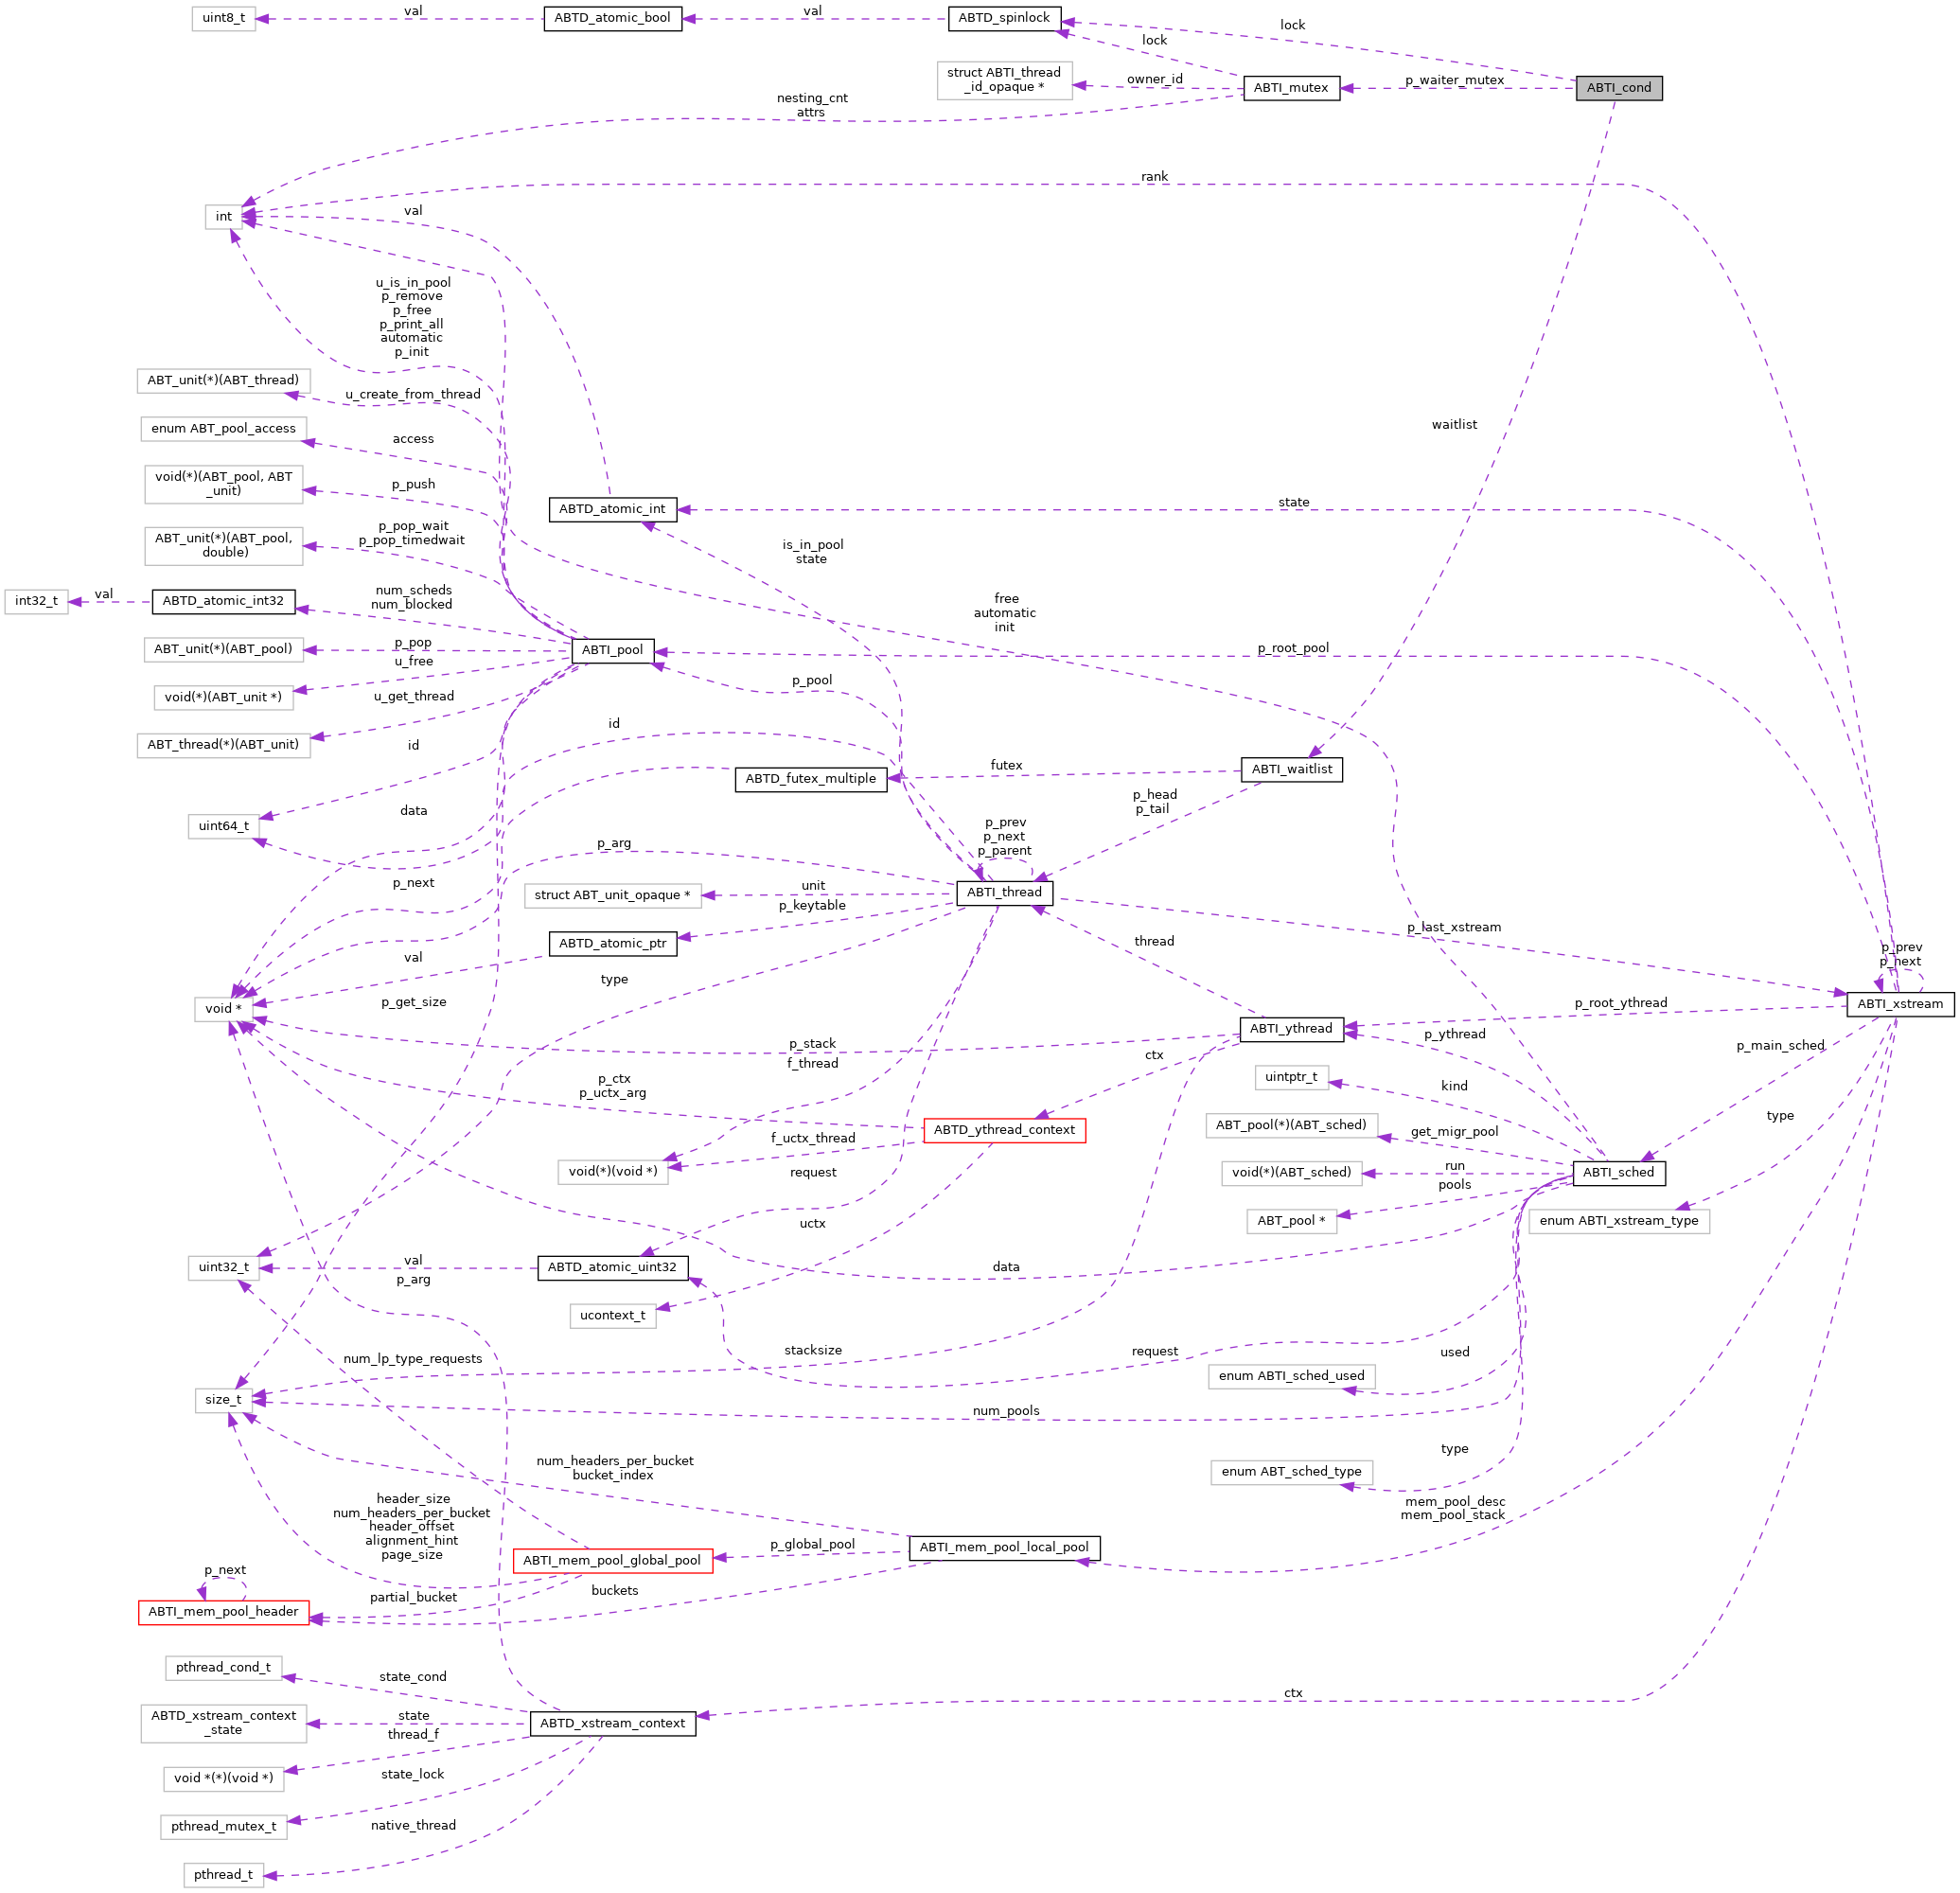 uint8_t
val
ABTD_atomic_bool
val
ABTD_spinlock
lock
lock
struct ABTI_thread
_id_opaque *
owner_id
ABTI_mutex
p_waiter_mutex
ABTI_cond
nesting_cnt
attrs
rank
int
val
u_is_in_pool
p_remove
p_free
p_print_all
automatic
p_init
ABT_unit(*)(ABT_thread)
u_create_from_thread
enum ABT_pool_access
access
waitlist
void(*)(ABT_pool, ABT
_unit)
p_push
ABTD_atomic_int
state
ABT_unit(*)(ABT_pool,
double)
p_pop_wait
p_pop_timedwait
is_in_pool
state
int32_t
val
ABTD_atomic_int32
num_scheds
num_blocked
free
automatic
init
ABT_unit(*)(ABT_pool)
p_pop
ABTI_pool
p_root_pool
void(*)(ABT_unit *)
u_free
p_pool
ABT_thread(*)(ABT_unit)
u_get_thread
id
id
ABTD_futex_multiple
futex
ABTI_waitlist
uint64_t
data
p_head
p_tail
p_prev
p_next
p_parent
p_arg
p_next
struct ABT_unit_opaque *
unit
ABTI_thread
p_keytable
ABTD_atomic_ptr
val
thread
p_last_xstream
p_prev
p_next
type
void *
p_get_size
ABTI_xstream
p_root_ythread
ABTI_ythread
p_stack
p_ythread
p_main_sched
f_thread
ctx
p_ctx
p_uctx_arg
uintptr_t
kind
type
ABTD_ythread_context
ABT_pool(*)(ABT_sched)
get_migr_pool
f_uctx_thread
void(*)(void *)
request
void(*)(ABT_sched)
run
ABTI_sched
pools
ABT_pool *
enum ABTI_xstream_type
uctx
uint32_t
val
ABTD_atomic_uint32
data
p_arg
ucontext_t
num_lp_type_requests
stacksize
request
used
enum ABTI_sched_used
size_t
num_pools
num_headers_per_bucket
bucket_index
type
enum ABT_sched_type
header_size
num_headers_per_bucket
header_offset
alignment_hint
page_size
mem_pool_desc
mem_pool_stack
ABTI_mem_pool_global_pool
p_global_pool
ABTI_mem_pool_local_pool
p_next
partial_bucket
buckets
ABTI_mem_pool_header
pthread_cond_t
state_cond
ctx
ABTD_xstream_context
_state
state
ABTD_xstream_context
thread_f
void *(*)(void *)
state_lock
pthread_mutex_t
native_thread
pthread_t